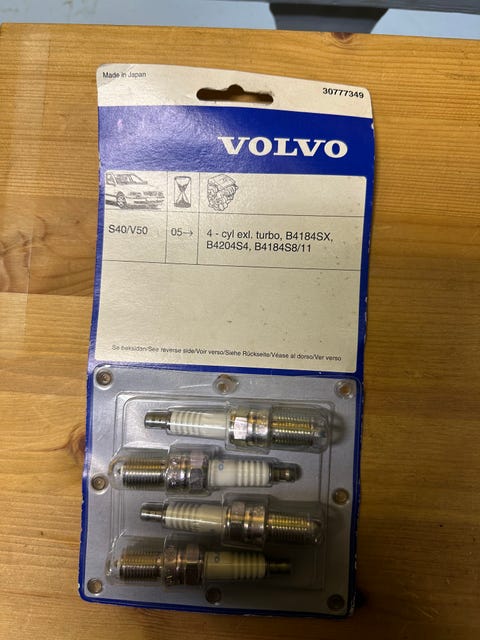 Made in Japan
30777349
VOLVO
S40/V50
05→
4 - cyl exl. turbo, B4184SX,
B4204S4, B4184S8/11
Se baksidan/See reverse side/Voir verso/Siehe Rückseite/Véase al dorso/Ver verso